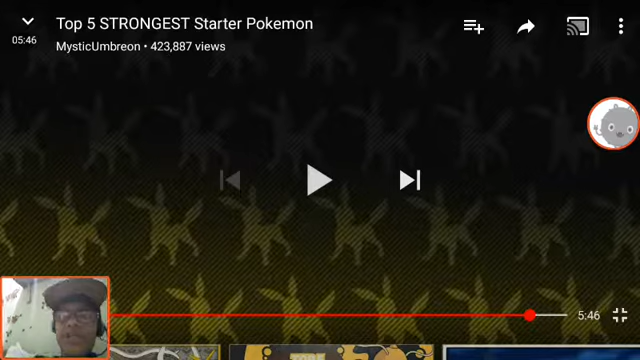 Top 5 STRONGEST Starter Pokemon
05:46
MysticUmbreon • 423,887 views
5:46